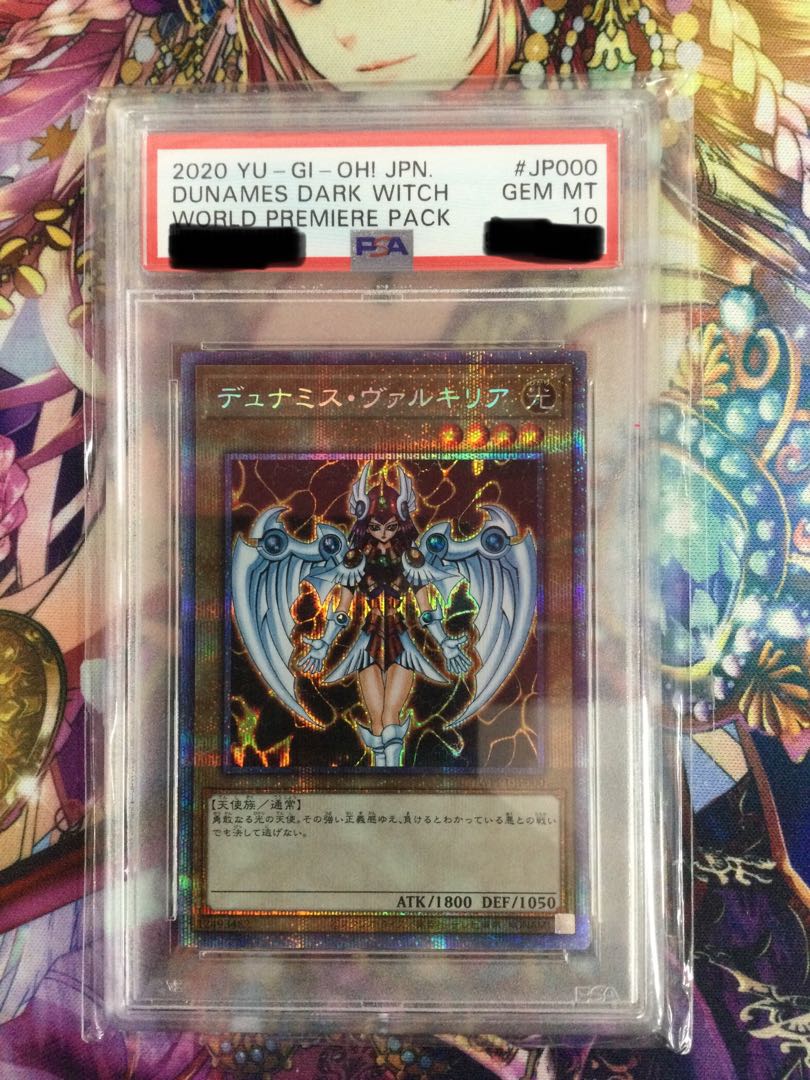 2020 YU-GI-OH! JPN. #JP000
DUNAMES DARK WITCH GEM MT
WORLD PREMIERE PACK 10
PSA
デュナミス・ヴァルキリア 光
【天使族/通常】
勇敢なる光の天使。その強い正義感ゆえ、負けるとわかっている悪との戦い
でも決して逃げない。
ATK/1800 DEF/1050
PSA